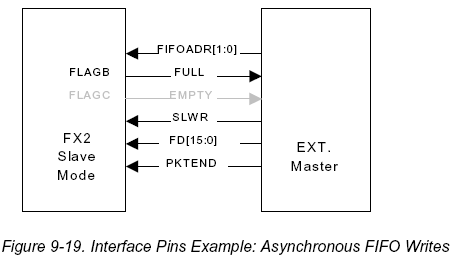 FIFOADR[1:0]
FLAGB FULL
FLAGC EMPTY
SLWR
FX2 FD[15:0] EXT.
Slave PKTEND Master
Mode
Figure 9-19. Interface Pins Example: Asynchronous FIFO Writes